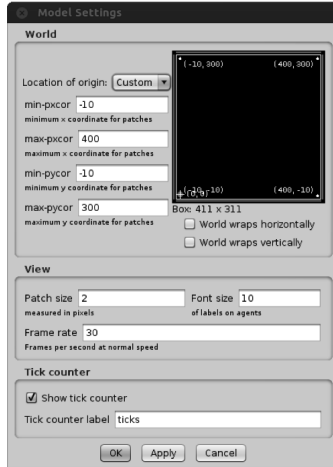 Model Settings
World
(-10,300) (400,300)
Location of origin: Custom
min-pxcor -10
minimum x coordinate for patches
max-pxcor 400
maximum x coordinate for patches
min-pycor -10
minimum y coordinate for patches
(-10,-10) (400,-10)
(0,0)
max-pycor 300
maximum y coordinate for patches
Box: 411 x 311
World wraps horizontally
World wraps vertically
View
Patch size 2 Font size 10
measured in pixels of labels on agents
Frame rate 30
Frames per second at normal speed
Tick counter
Show tick counter
Tick counter label ticks
OK Apply Cancel